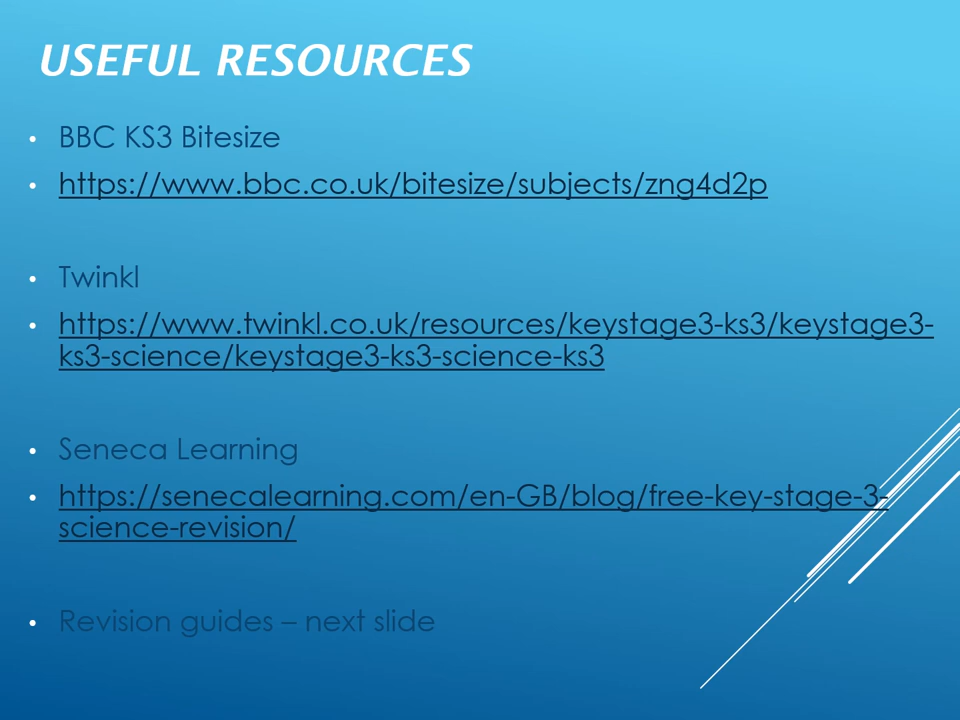 USEFUL RESOURCES
• BBC KS3 Bitesize
• https://www.bbc.co.uk/bitesize/subjects/zng4d2p
• Twinkl
• https://www.twinkl.co.uk/resources/keystage3-ks3/keystage3-
ks3-science/keystage3-ks3-science-ks3
• Seneca Learning
• https://senecalearning.com/en-GB/blog/free-key-stage-3-
science-revision/
• Revision guides – next slide